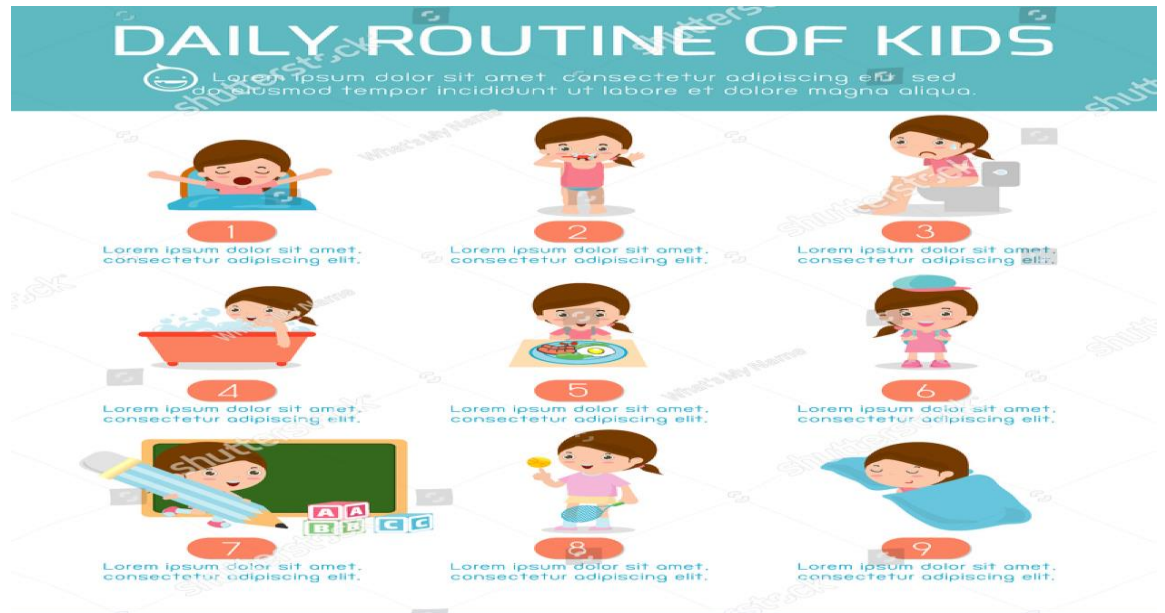 DAILY ROUTINE OF KIDS
Lorem ipsum dolor sit amet consectetur adipiscing elit sed
do eiusmod tempor incididunt ut labore et dolore magna aliqua.
1
Lorem ipsum dolor sit amet,
consectetur adipiscing elit.
2
Lorem ipsum dolor sit amet,
consectetur adipiscing elit.
3
Lorem ipsum dolor sit amet,
consectetur adipiscing elit.
4
Lorem ipsum dolor sit amet,
consectetur adipiscing elit.
5
Lorem ipsum dolor sit amet,
consectetur adipiscing elit.
6
Lorem ipsum dolor sit amet,
consectetur adipiscing elit.
A A
B B C C
7
Lorem ipsum dolor sit amet,
consectetur adipiscing elit.
8
Lorem ipsum dolor sit amet,
consectetur adipiscing elit.
9
Lorem ipsum dolor sit amet,
consectetur adipiscing elit.
shutterstock
What's My Name